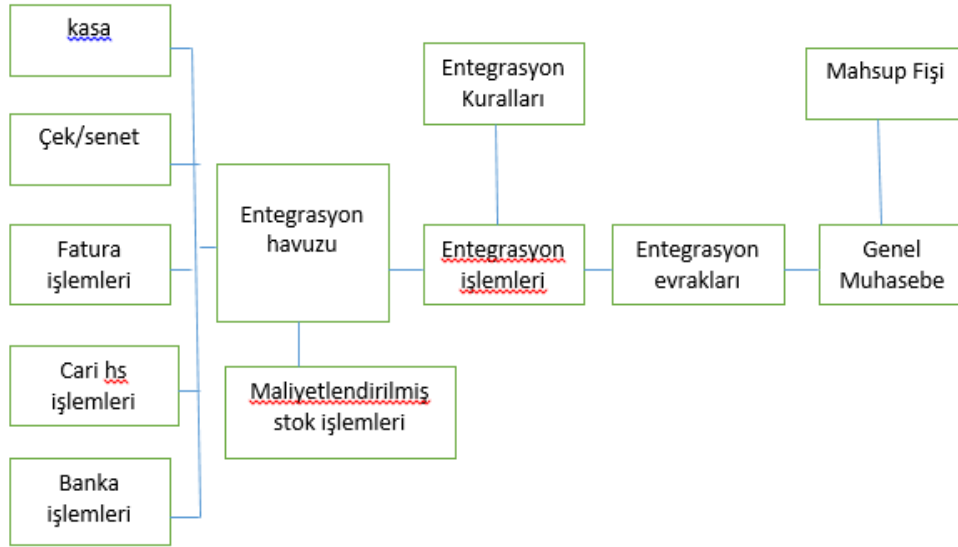 kasa
Çek/senet
Fatura
işlemleri
Cari hs
işlemleri
Banka
işlemleri
Entegrasyon
havuzu
Maliyetlendirilmiş
stok işlemleri
Entegrasyon
Kuralları
Entegrasyon
işlemleri
Entegrasyon
evrakları
Mahsup Fişi
Genel
Muhasebe